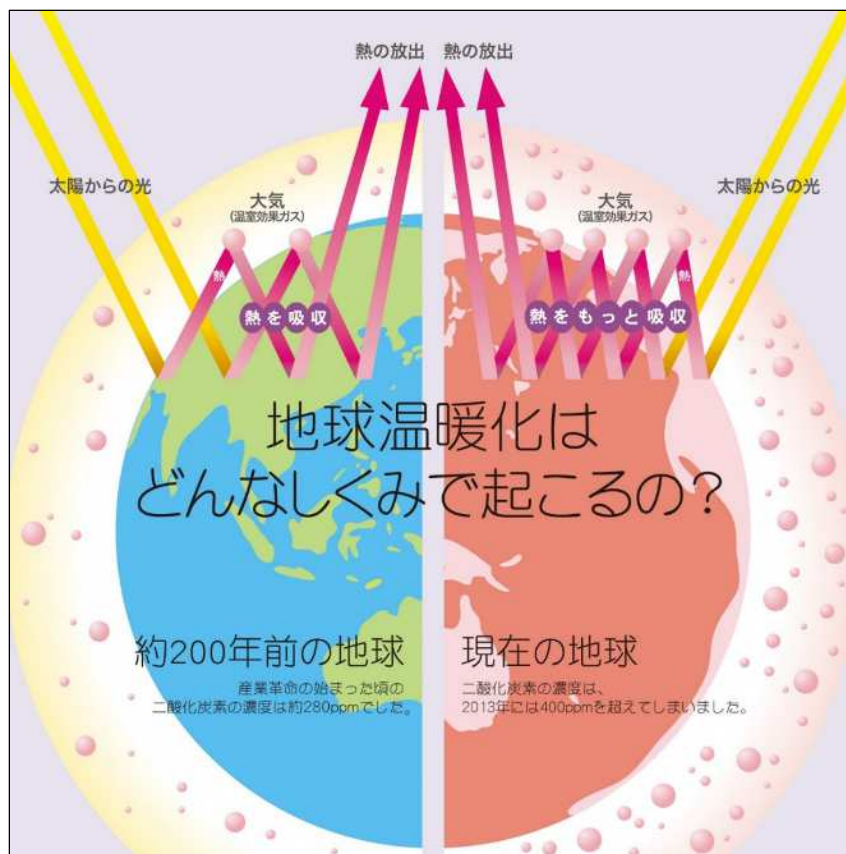 熱の放出
熱の放出
太陽からの光
大気
(温室効果ガス)
大気
(温室効果ガス)
太陽からの光
熱
熱
熱を吸収
熱をもっと吸収
地球温暖化は
どんなしくみで起こるの?
約200年前の地球
産業革命の始まった頃の
二酸化炭素の濃度は約280ppmでした。
現在の地球
二酸化炭素の濃度は、
2013年には400ppmを超えてしまいました。